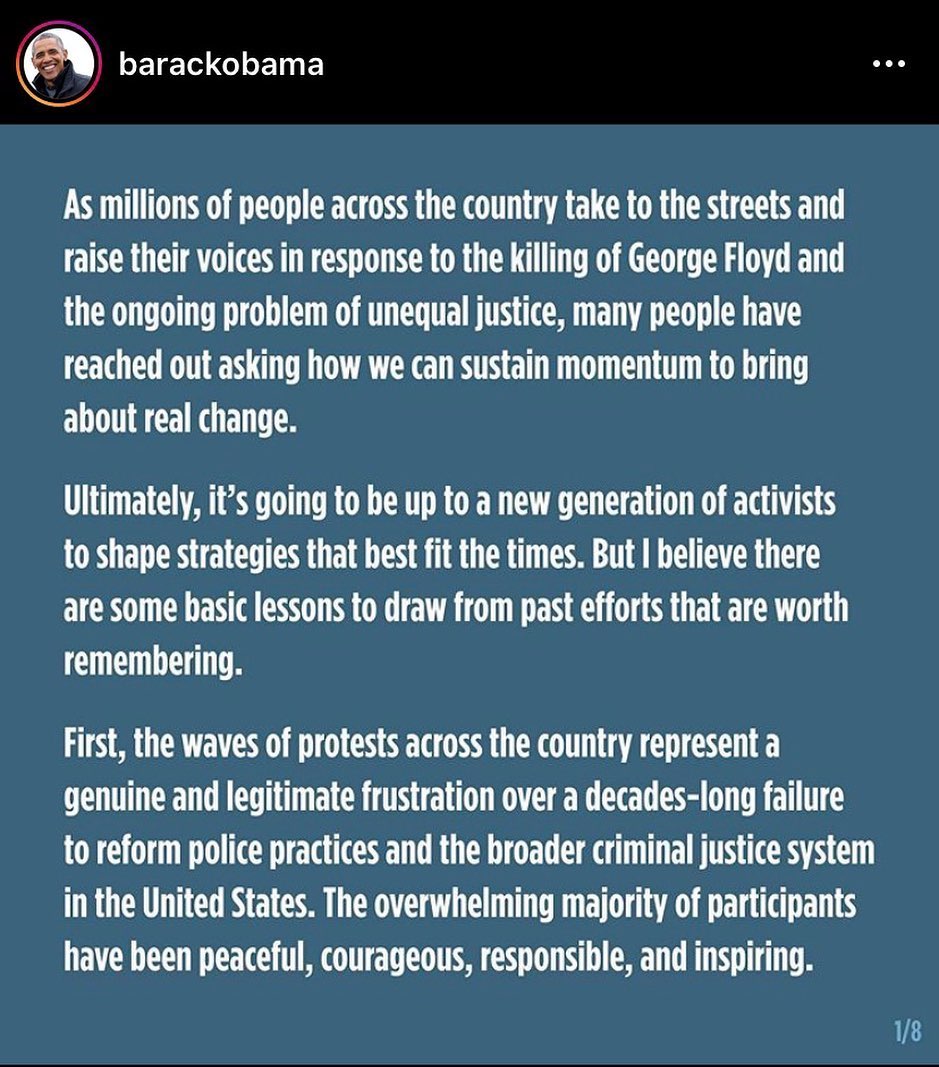 barackobama
As millions of people across the country take to the streets and
raise their voices in response to the killing of George Floyd and
the ongoing problem of unequal justice, many people have
reached out asking how we can sustain momentum to bring
about real change.
Ultimately, it’s going to be up to a new generation of activists
to shape strategies that best fit the times. But I believe there
are some basic lessons to draw from past efforts that are worth
remembering.
First, the waves of protests across the country represent a
genuine and legitimate frustration over a decades-long failure
to reform police practices and the broader criminal justice system
in the United States. The overwhelming majority of participants
have been peaceful, courageous, responsible, and inspiring.
1/8